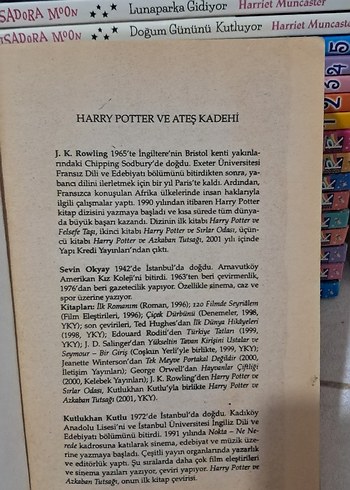 ISADORA MOON Lunaparka Gidiyor Harriet Muncaster
ISADORA MOON Doğum Gününü Kutluyor Harriet Muncaster
HARRY POTTER VE ATEŞ KADEHİ
J. K. Rowling 1965'te İngiltere'nin Bristol kenti yakınla-
rındaki Chipping Sodbury'de doğdu. Exeter Üniversitesi
Fransız Dili ve Edebiyatı bölümünü bitirdikten sonra, ya-
bancı dilini ilerletmek için bir yıl Paris'te kaldı. Ardından,
Fransızca konuşulan Afrika ülkelerinde insan haklarıyla
ilgili çalışmalar yaptı. 1990 yılından itibaren Harry Potter
kitap dizisini yazmaya başladı ve kısa sürede tüm dünya-
da büyük başarı kazandı. Dizinin ilk kitabı Harry Potter ve
Felsefe Taşı, ikinci kitabı Harry Potter ve Sırlar Odası, üçün-
cü kitabı Harry Potter ve Azkaban Tutsağı, 2001 yılı içinde
Yapı Kredi Yayınları'ndan çıktı.
Sevin Okyay 1942'de İstanbul'da doğdu. Arnavutköy
Amerikan Kız Koleji'ni bitirdi. 1963'ten beri çevirmenlik,
1976'dan beri gazetecilik yapıyor. Özellikle sinema, caz ve
spor üzerine yazıyor.
Kitapları: İlk Romanım (Roman, 1996); 120 Filmde Seyriâlem
(Film Eleştirileri, 1996); Çiçek Dürbünü (Denemeler, 1998,
YKY); son çevirileri, Ted Hughes'dan İlk Dünya Hikâyeleri
(1998, YKY); Edouard Roditi'den Türkiye Tatları (1999,
YKY); J. D. Salinger'dan Yükseltin Tavan Kirişini Ustalar ve
Seymour – Bir Giriş (Coşkun Yerli'yle birlikte, 1999, YKY);
Jeanette Winterson'dan Tek Meyve Portakal Değildir (2000,
İletişim Yayınları); George Orwell'dan Hayvanlar Çiftliği
(2000, Kelebek Yayınları); J. K. Rowling'den Harry Potter ve
Sırlar Odası, Kutlukhan Kutlu'yla birlikte Harry Potter ve
Azkaban Tutsağı (2001, YKY).
Kutlukhan Kutlu 1972'de İstanbul'da doğdu. Kadıköy
Anadolu Lisesi'ni ve İstanbul Üniversitesi İngiliz Dili ve
Edebiyatı bölümünü bitirdi. 1991 yılında Nokta – Ne Ne-
rede kadrosuna katılarak sinema, edebiyat ve müzik üze-
rine yazmaya başladı. Çeşitli yayın organlarında yazarlık
ve editörlük yaptı. Şu sıralarda daha çok film eleştirileri
ve sinema yazıları yazıyor, çeviri yapıyor. Harry Potter ve
Azkaban Tutsağı, onun ilk kitap çevirisi.